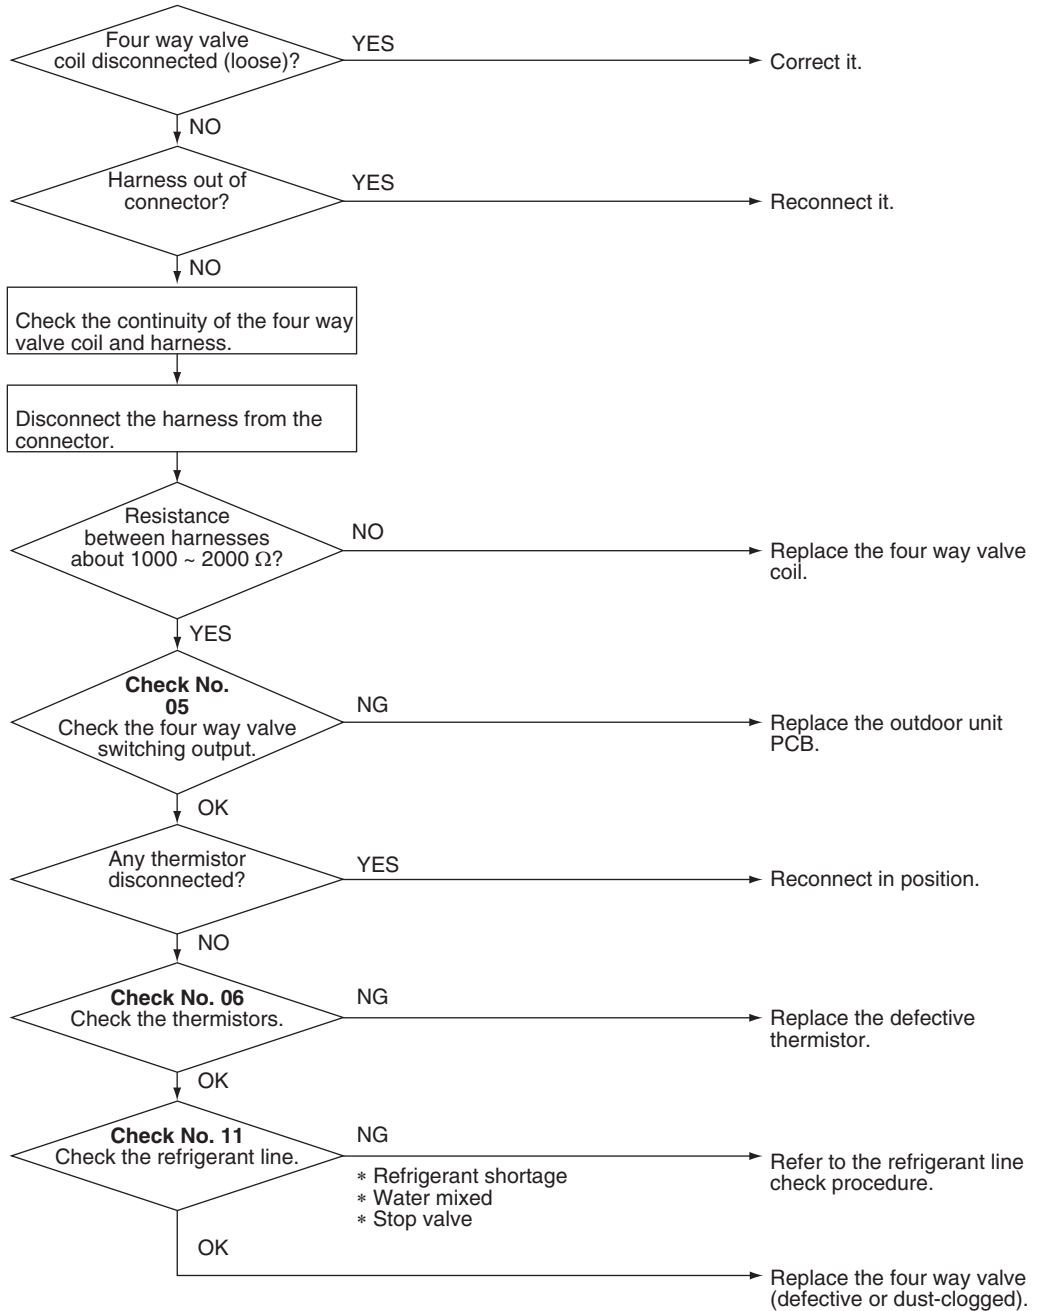 Four way valve
coil disconnected (loose)?
YES
Correct it.
NO
Harness out of
connector?
YES
Reconnect it.
NO
Check the continuity of the four way
valve coil and harness.
Disconnect the harness from the
connector.
Resistance
between harnesses
about 1000 ~ 2000 Ω?
NO
Replace the four way valve
coil.
YES
Check No.
05
Check the four way valve
switching output.
NG
Replace the outdoor unit
PCB.
OK
Any thermistor
disconnected?
YES
Reconnect in position.
NO
Check No. 06
Check the thermistors.
NG
Replace the defective
thermistor.
OK
Check No. 11
Check the refrigerant line.
NG
∗ Refrigerant shortage
∗ Water mixed
∗ Stop valve
Refer to the refrigerant line
check procedure.
OK
Replace the four way valve
(defective or dust-clogged).